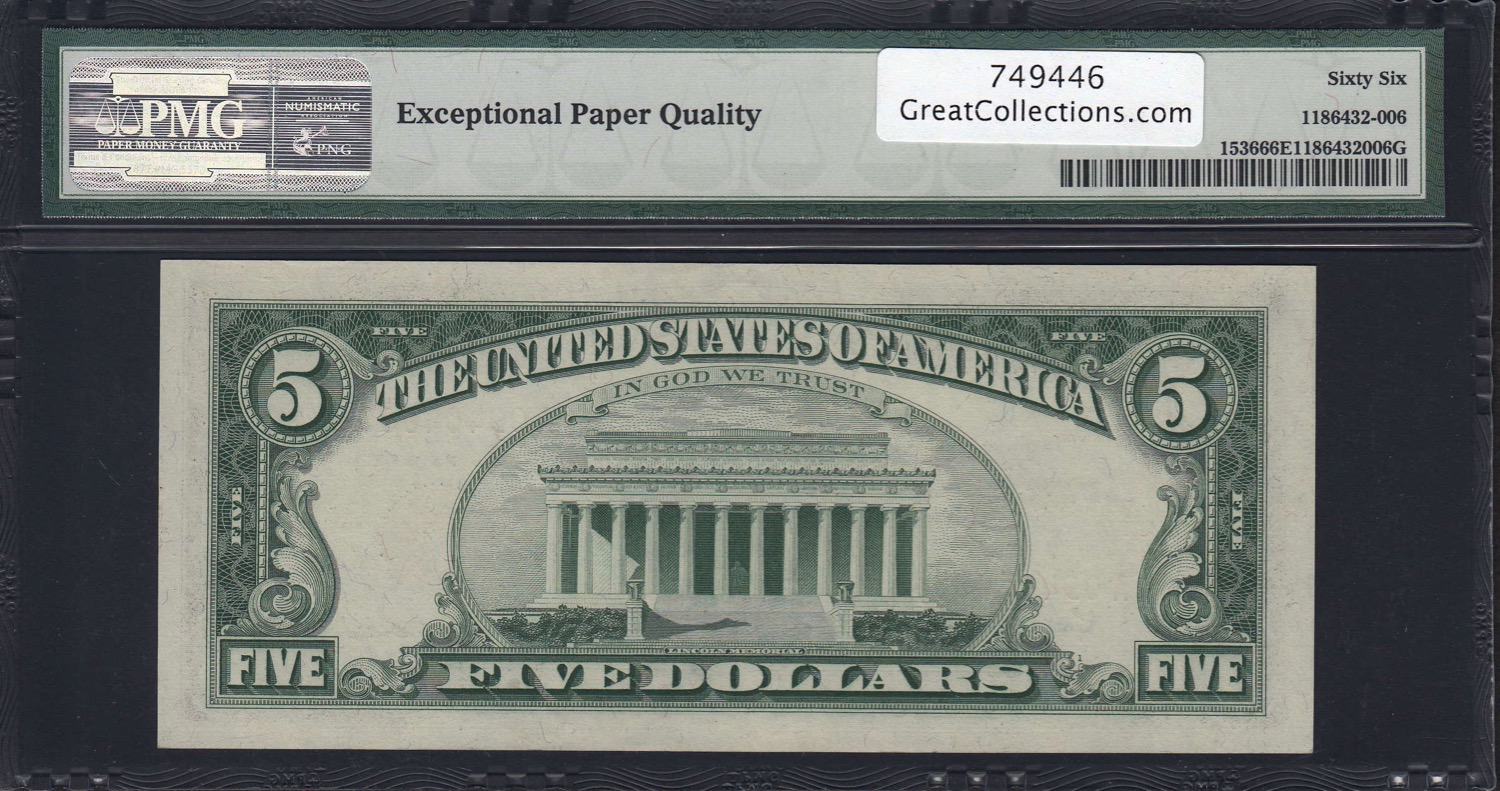 PMG
PAPER MONEY GUARANTY
AMERICAN
NUMISMATIC
ASSOCIATION
PNG
Exceptional Paper Quality
749446
GreatCollections.com
Sixty Six
1186432-006
153666E1186432006G
FIVE
FIVE
5
THE UNITED STATES OF AMERICA
5
IN GOD WE TRUST
FIVE
FIVE
LINCOLN MEMORIAL
FIVE
FIVE DOLLARS
FIVE